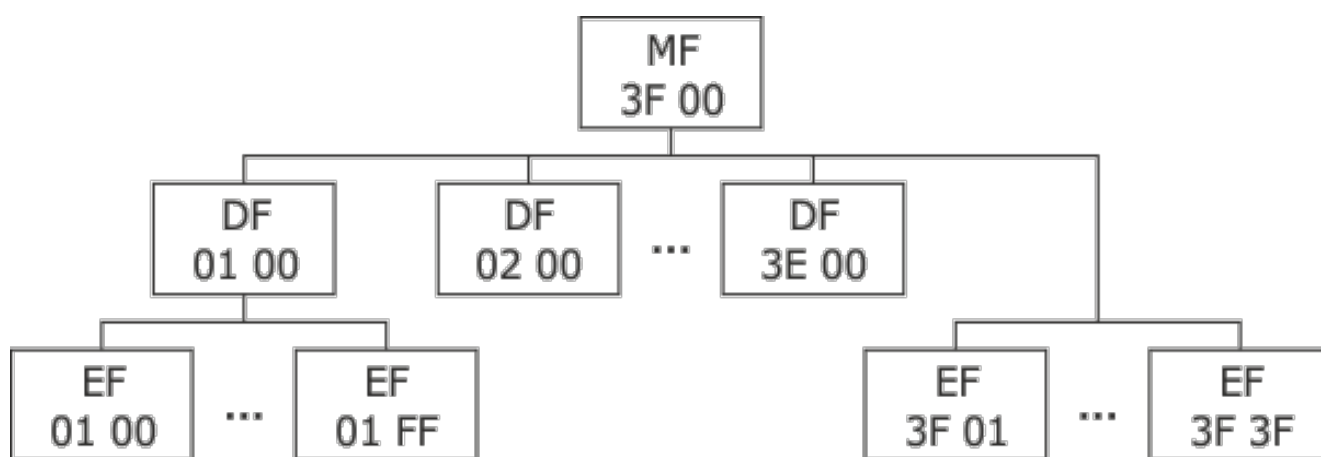 MF
3F 00
DF
01 00
DF
02 00
...
DF
3E 00
EF
01 00
...
EF
01 FF
EF
3F 01
...
EF
3F 3F